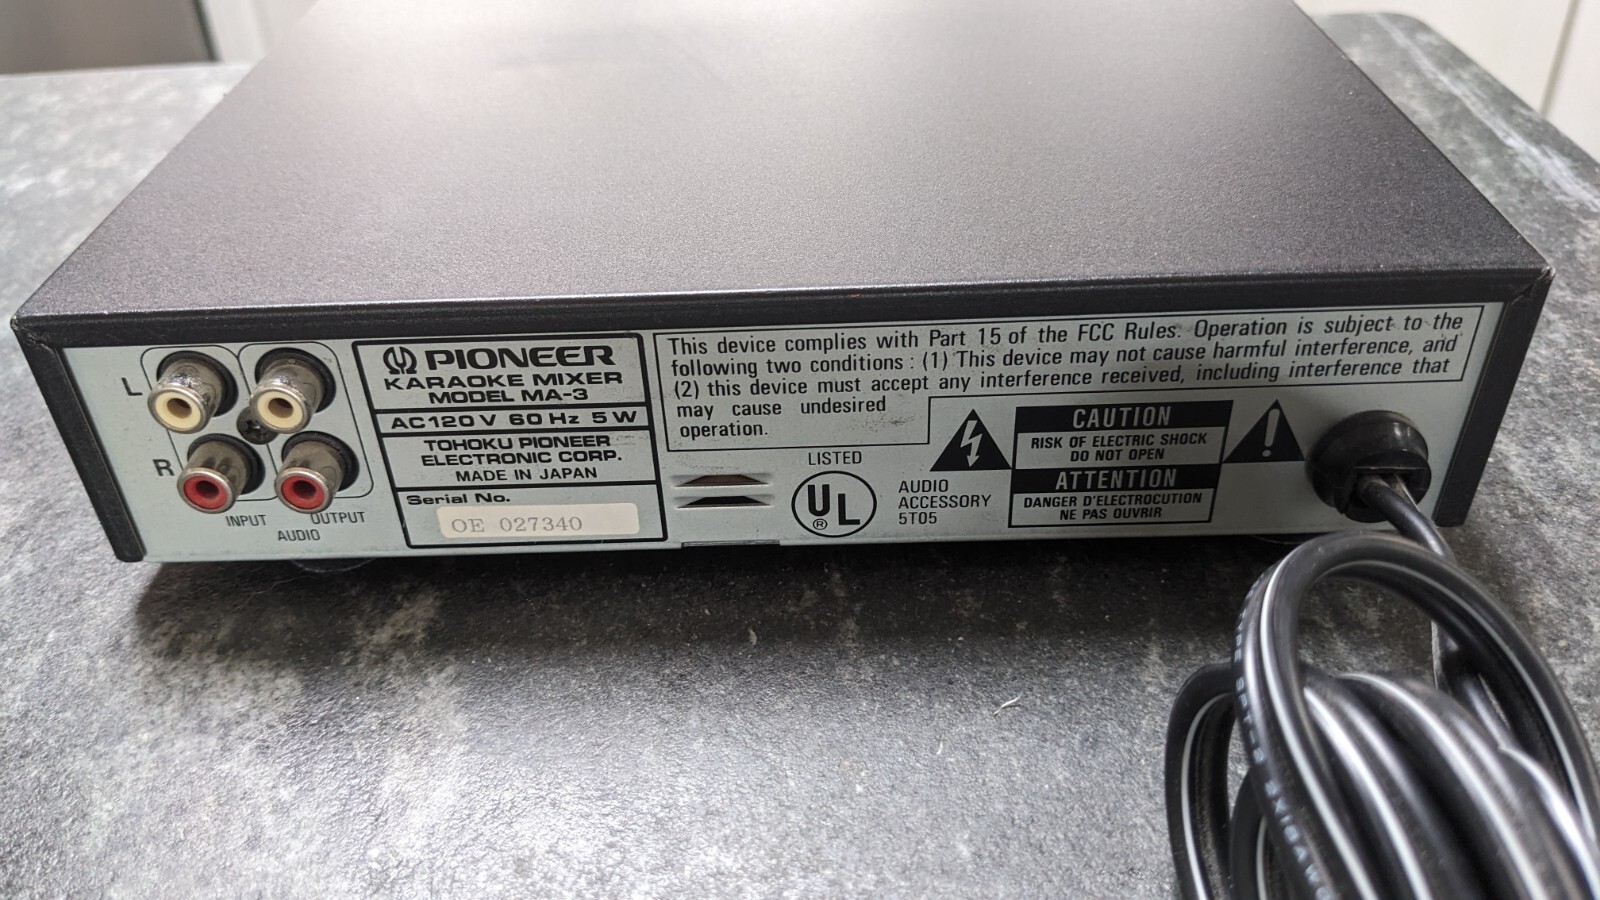 L
R
INPUT
OUTPUT
AUDIO
PIONEER
KARAOKE MIXER
MODEL MA-3
AC 120 V 60 Hz 5 W
TOHOKU PIONEER
ELECTRONIC CORP.
MADE IN JAPAN
Serial No.
OE 027340
This device complies with Part 15 of the FCC Rules. Operation is subject to the
following two conditions : (1) This device may not cause harmful interference, and
(2) this device must accept any interference received, including interference that
may cause undesired
operation.
LISTED
UL
®
AUDIO
ACCESSORY
5T05
CAUTION
RISK OF ELECTRIC SHOCK
DO NOT OPEN
ATTENTION
DANGER D'ELECTROCUTION
NE PAS OUVRIR